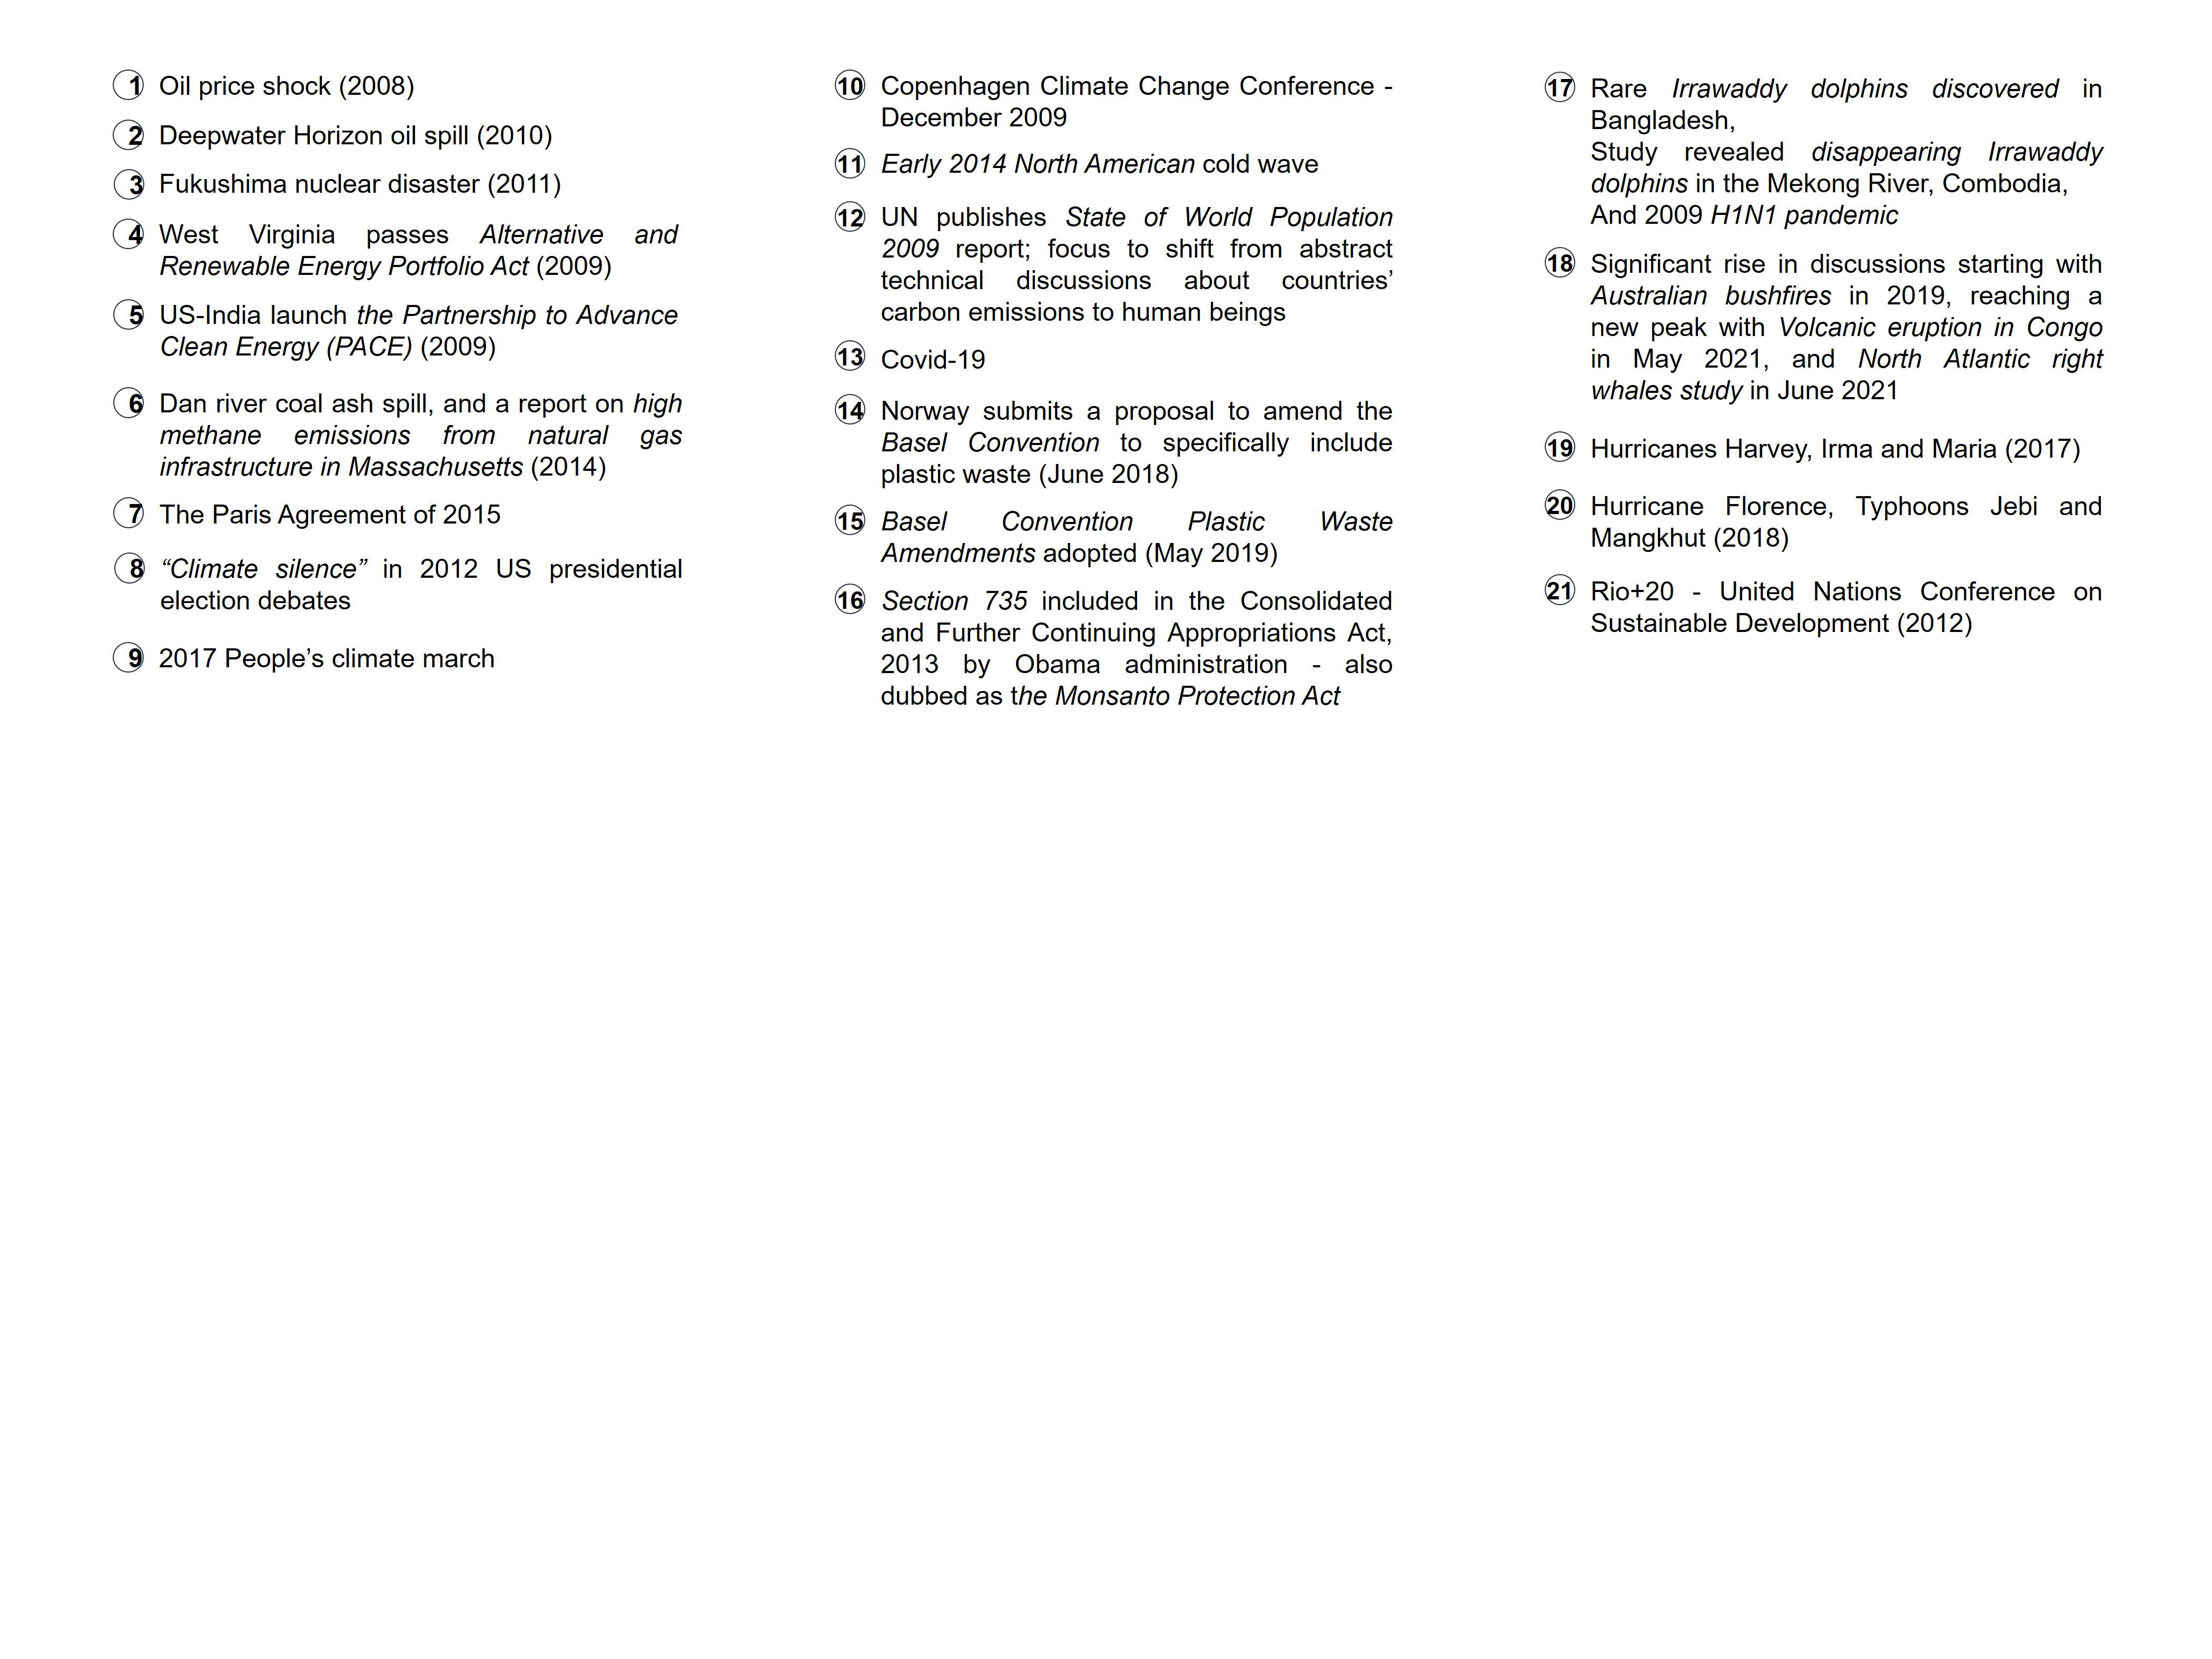 1 Oil price shock (2008)
2 Deepwater Horizon oil spill (2010)
3 Fukushima nuclear disaster (2011)
4 West Virginia passes Alternative and
Renewable Energy Portfolio Act (2009)
5 US-India launch the Partnership to Advance
Clean Energy (PACE) (2009)
6 Dan river coal ash spill, and a report on high
methane emissions from natural gas
infrastructure in Massachusetts (2014)
7 The Paris Agreement of 2015
8 “Climate silence” in 2012 US presidential
election debates
9 2017 People’s climate march
10 Copenhagen Climate Change Conference -
December 2009
11 Early 2014 North American cold wave
12 UN publishes State of World Population
2009 report; focus to shift from abstract
technical discussions about countries’
carbon emissions to human beings
13 Covid-19
14 Norway submits a proposal to amend the
Basel Convention to specifically include
plastic waste (June 2018)
15 Basel Convention Plastic Waste
Amendments adopted (May 2019)
16 Section 735 included in the Consolidated
and Further Continuing Appropriations Act,
2013 by Obama administration - also
dubbed as the Monsanto Protection Act
17 Rare Irrawaddy dolphins discovered in
Bangladesh,
Study revealed disappearing Irrawaddy
dolphins in the Mekong River, Combodia,
And 2009 H1N1 pandemic
18 Significant rise in discussions starting with
Australian bushfires in 2019, reaching a
new peak with Volcanic eruption in Congo
in May 2021, and North Atlantic right
whales study in June 2021
19 Hurricanes Harvey, Irma and Maria (2017)
20 Hurricane Florence, Typhoons Jebi and
Mangkhut (2018)
21 Rio+20 - United Nations Conference on
Sustainable Development (2012)